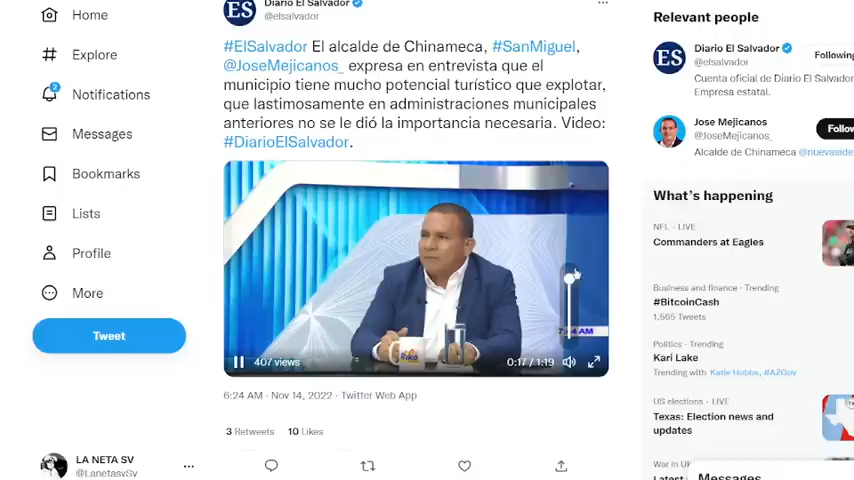 Home
Explore
2
Notifications
Messages
Bookmarks
Lists
Profile
More
Tweet
LA NETA SV
@LanetasvSv
ES
Diario El Salvador
@elsalvador
#ElSalvador El alcalde de Chinameca, #SanMiguel,
@JoseMejicanos_ expresa en entrevista que el
municipio tiene mucho potencial turístico que explotar,
que lastimosamente en administraciones municipales
anteriores no se le dió la importancia necesaria. Video:
#DiarioElSalvador.
AM
407 views
0:17 / 1:19
6:24 AM · Nov 14, 2022 · Twitter Web App
3 Retweets 10 Likes
Relevant people
ES
Diario El Salvador
@elsalvador
Following
Cuenta oficial de Diario El Salvador
Empresa estatal.
Jose Mejicanos
@JoseMejicanos_
Follow
Alcalde de Chinameca @nuevaside
What's happening
NFL · LIVE
Commanders at Eagles
Business and finance · Trending
#BitcoinCash
1,565 Tweets
Politics · Trending
Kari Lake
Trending with Katie Hobbs, #AZGov
US elections · LIVE
Texas: Election news and
updates
War in Uk
Latest
Messages